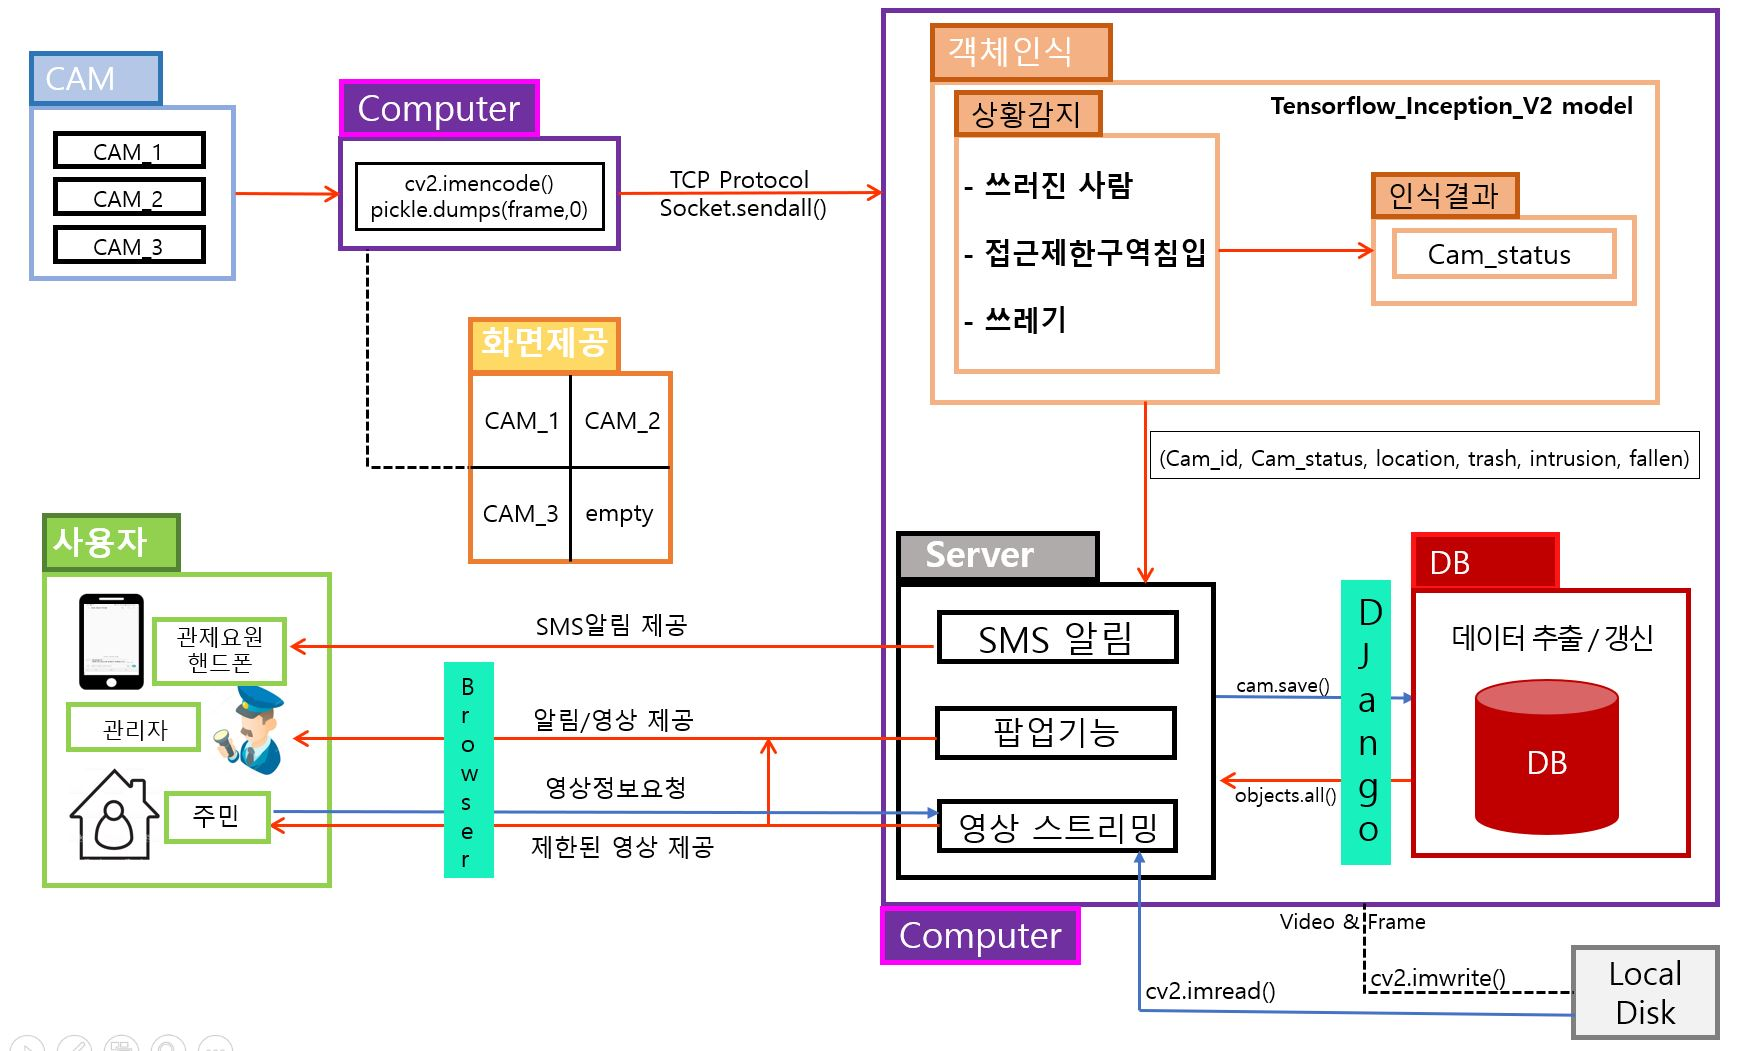 CAM
CAM_1
CAM_2
CAM_3
Computer
cv2.imencode()
pickle.dumps(frame,0)
TCP Protocol
Socket.sendall()
객체인식
Tensorflow_Inception_V2 model
상황감지
- 쓰러진 사람
- 접근제한구역침입
- 쓰레기
인식결과
Cam_status
화면제공
CAM_1
CAM_2
CAM_3
empty
(Cam_id, Cam_status, location, trash, intrusion, fallen)
사용자
관제요원
핸드폰
관리자
주민
Browser
SMS알림 제공
알림/영상 제공
영상정보요청
제한된 영상 제공
Server
SMS 알림
팝업기능
영상 스트리밍
cam.save()
objects.all()
DJango
DB
데이터 추출 / 갱신
DB
Computer
Video & Frame
cv2.imwrite()
cv2.imread()
Local
Disk